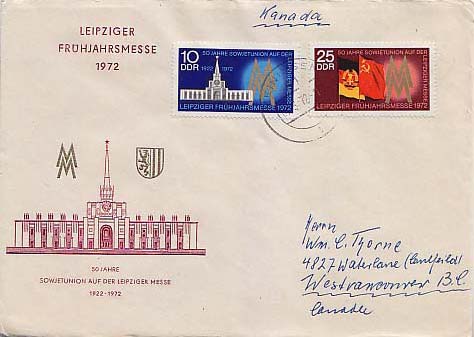 Kanada
LEIPZIGER
FRÜHJAHRSMESSE
1972
50 JAHRE SOWJETUNION AUF DER
10
DDR
1922-1972
LEIPZIGER MESSE
LEIPZIGER FRÜHJAHRSMESSE 1972
50 JAHRE SOWJETUNION AUF DER
25
DDR
LEIPZIGER MESSE
LEIPZIGER FRÜHJAHRSMESSE 1972
MM
50 JAHRE
SOWJETUNION AUF DER LEIPZIGER MESSE
1922-1972
Herrn
Wm. C. Thorne
4827 Waterlane
Westvancouver B.C.
Canada